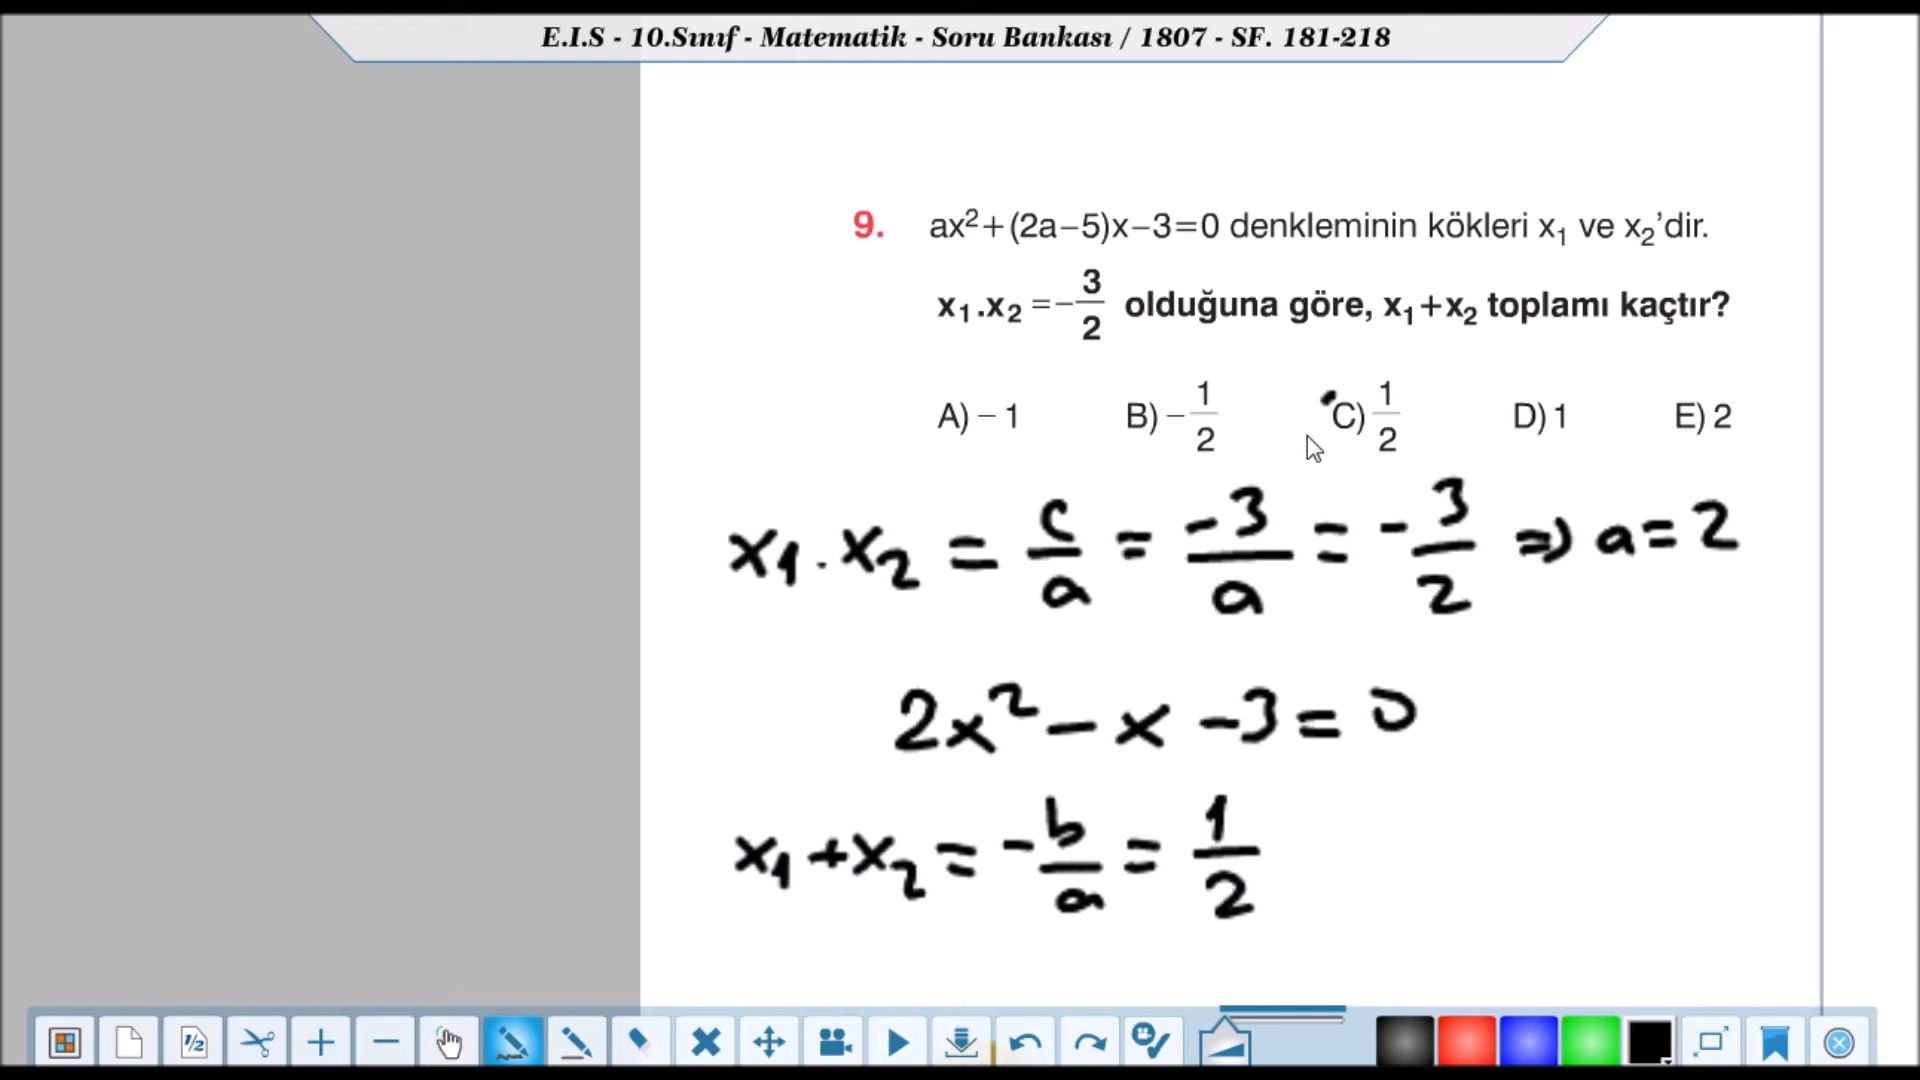 E.I.S - 10.Sınıf - Matematik - Soru Bankası / 1807 - SF. 181-218
9. ax²+(2a−5)x−3=0 denkleminin kökleri x₁ ve x₂'dir.
x₁.x₂ =−3/2 olduğuna göre, x₁+x₂ toplamı kaçtır?
A) − 1 B) − 1/2 C) 1/2 D) 1 E) 2
x₁ . x₂ = c/a = -3/a = - 3/2 ⇒ a = 2
2x² - x - 3 = 0
x₁ + x₂ = - b/a = 1/2
1/2